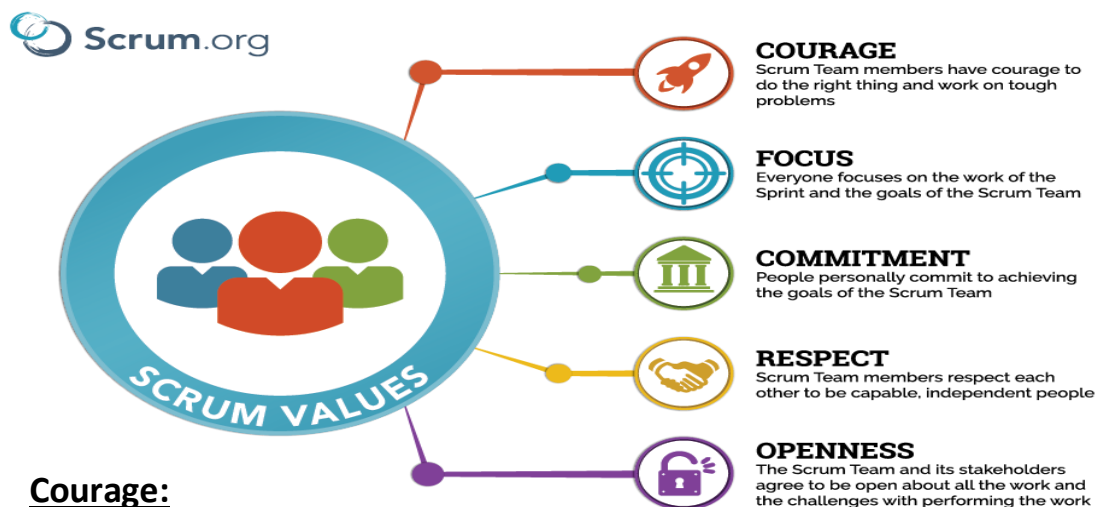 Scrum.org
COURAGE
Scrum Team members have courage to
do the right thing and work on tough
problems
FOCUS
Everyone focuses on the work of the
Sprint and the goals of the Scrum Team
COMMITMENT
People personally commit to achieving
the goals of the Scrum Team
RESPECT
Scrum Team members respect each
other to be capable, independent people
OPENNESS
The Scrum Team and its stakeholders
agree to be open about all the work and
the challenges with performing the work
SCRUM VALUES
Courage: